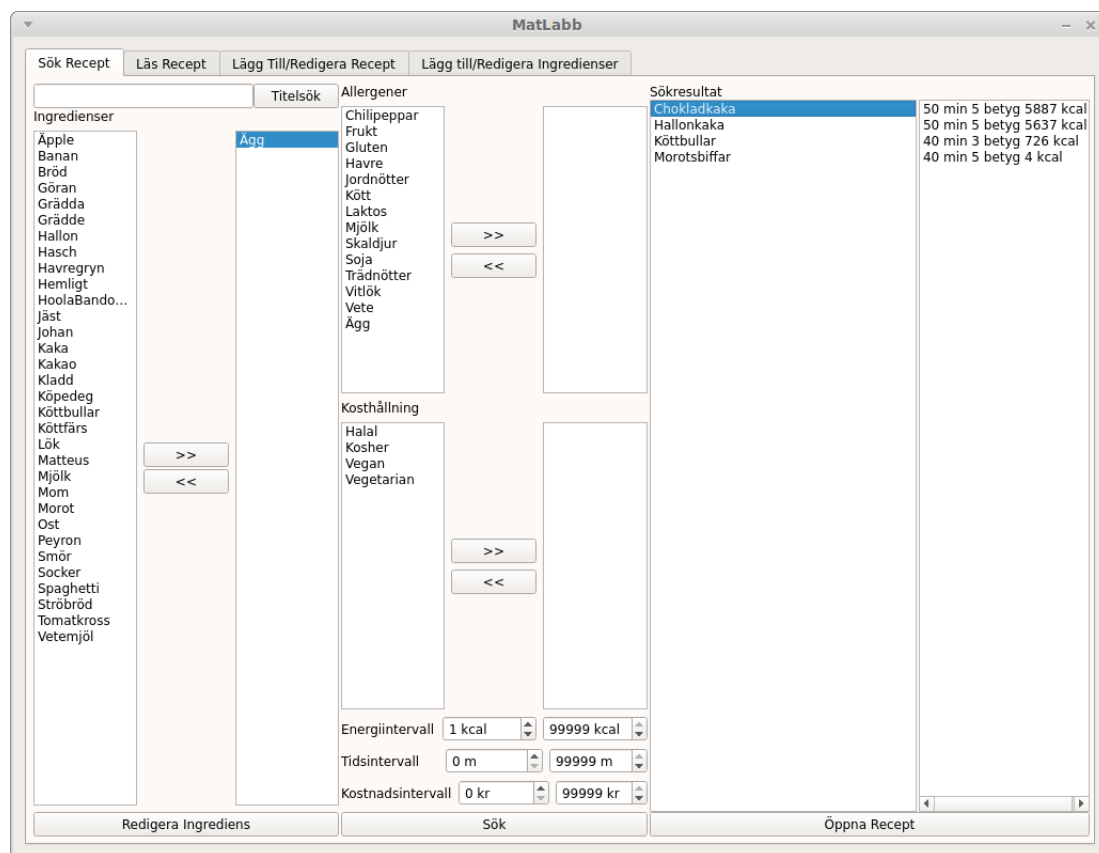 MatLabb
Sök Recept
Läs Recept
Lägg Till/Redigera Recept
Lägg till/Redigera Ingredienser
Titelsök
Ingredienser
Äpple
Banan
Bröd
Göran
Grädda
Grädde
Hallon
Hasch
Havregryn
Hemligt
HoolaBando...
Jäst
Johan
Kaka
Kakao
Kladd
Köpedeg
Köttbullar
Köttfärs
Lök
Matteus
Mjölk
Mom
Morot
Ost
Peyron
Smör
Socker
Spaghetti
Ströbröd
Tomatkross
Vetemjöl
>>
<<
Ägg
Redigera Ingrediens
Allergener
Chilipeppar
Frukt
Gluten
Havre
Jordnötter
Kött
Laktos
Mjölk
Skaldjur
Soja
Trädnötter
Vitlök
Vete
Ägg
>>
<<
Kosthållning
Halal
Kosher
Vegan
Vegetarian
>>
<<
Energiintervall 1 kcal 99999 kcal
Tidsintervall 0 m 99999 m
Kostnadsintervall 0 kr 99999 kr
Sök
Sökresultat
Chokladkaka 50 min 5 betyg 5887 kcal
Hallonkaka 50 min 5 betyg 5637 kcal
Köttbullar 40 min 3 betyg 726 kcal
Morotsbiffar 40 min 5 betyg 4 kcal
Öppna Recept